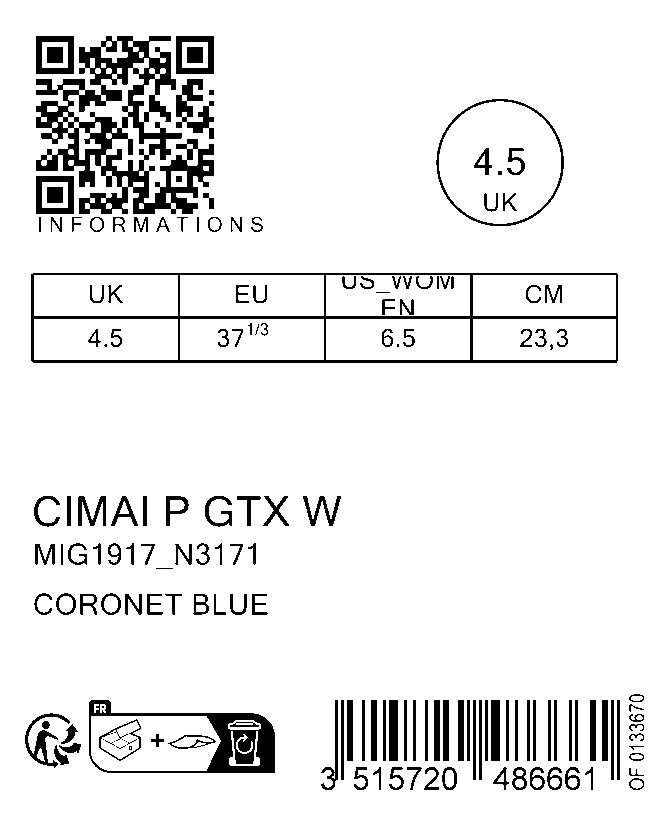 INFORMATIONS
4.5
UK
UK EU US_WOMEN CM
4.5 37 1/3 6.5 23,3
CIMAI P GTX W
MIG1917_N3171
CORONET BLUE
FR
3 515720 486661
OF 0133670